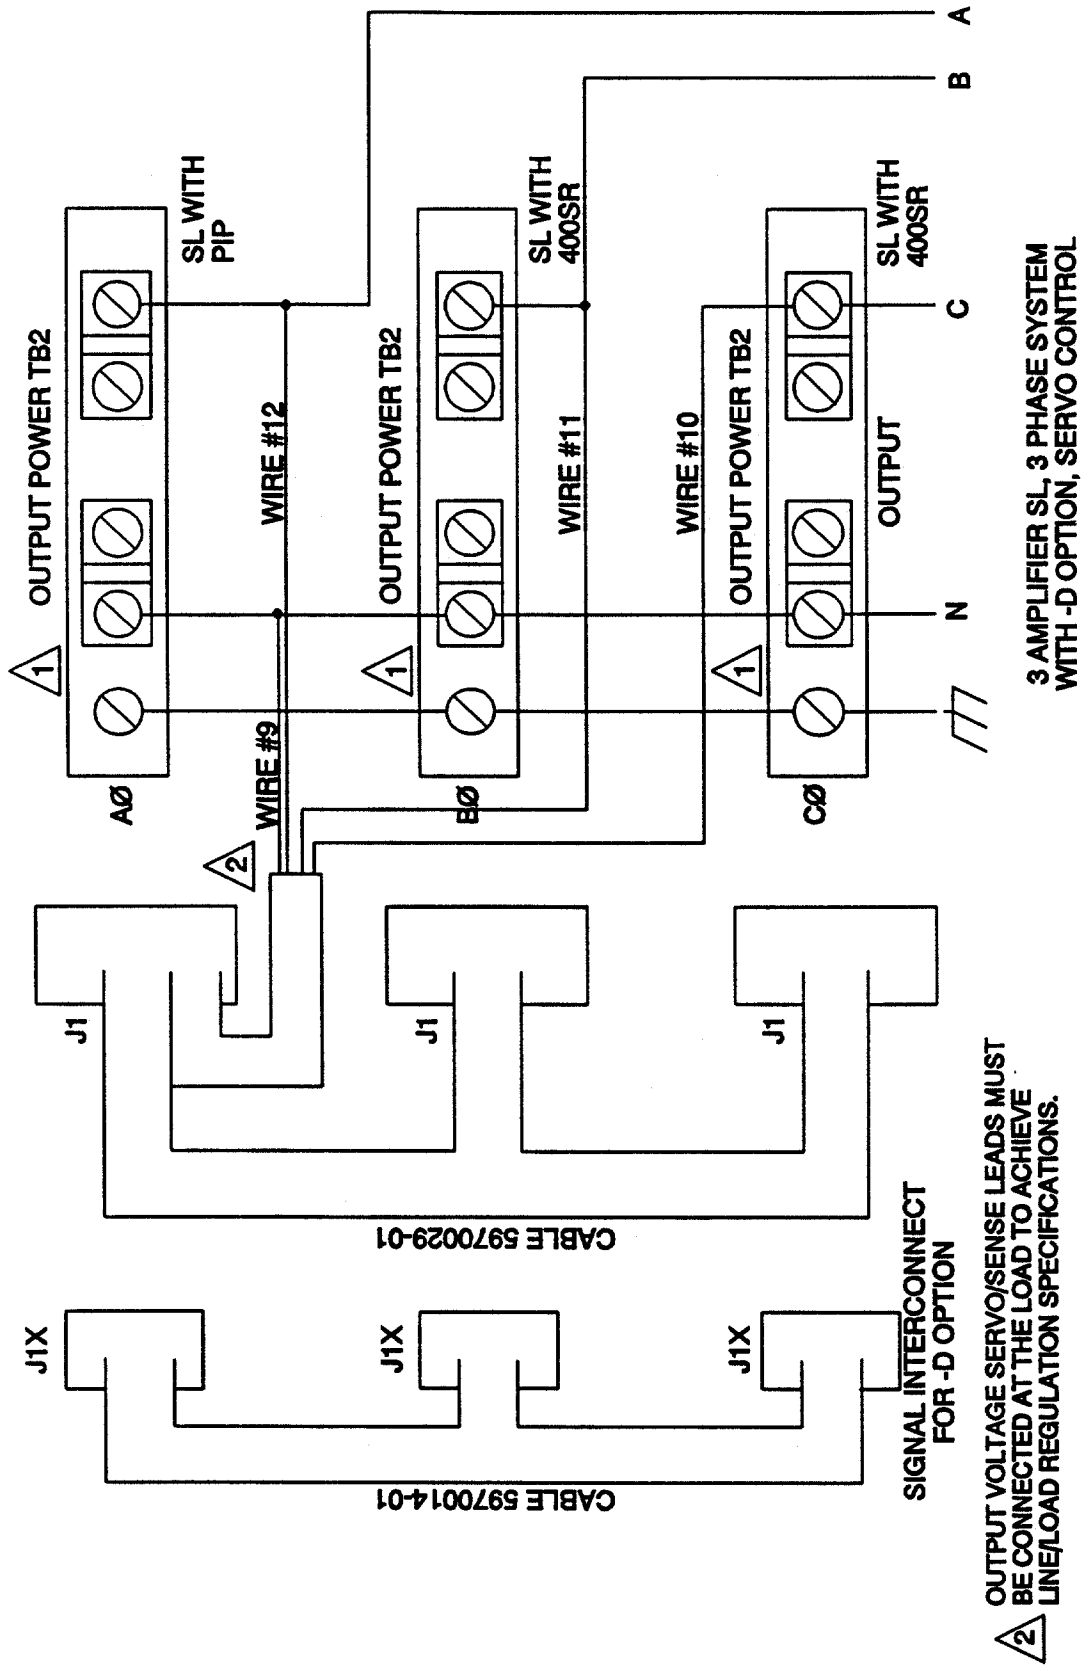 AØ
OUTPUT POWER TB2
SL WITH
PIP
1
WIRE #9
WIRE #12
2
BØ
OUTPUT POWER TB2
SL WITH
400SR
1
WIRE #11
WIRE #10
CØ
OUTPUT POWER TB2
SL WITH
400SR
1
OUTPUT
A
B
C
N
J1
J1
J1
CABLE 5970029-01
J1X
J1X
J1X
CABLE 5970014-01
SIGNAL INTERCONNECT
FOR -D OPTION
3 AMPLIFIER SL, 3 PHASE SYSTEM
WITH -D OPTION, SERVO CONTROL
2
OUTPUT VOLTAGE SERVO/SENSE LEADS MUST
BE CONNECTED AT THE LOAD TO ACHIEVE
LINE/LOAD REGULATION SPECIFICATIONS.